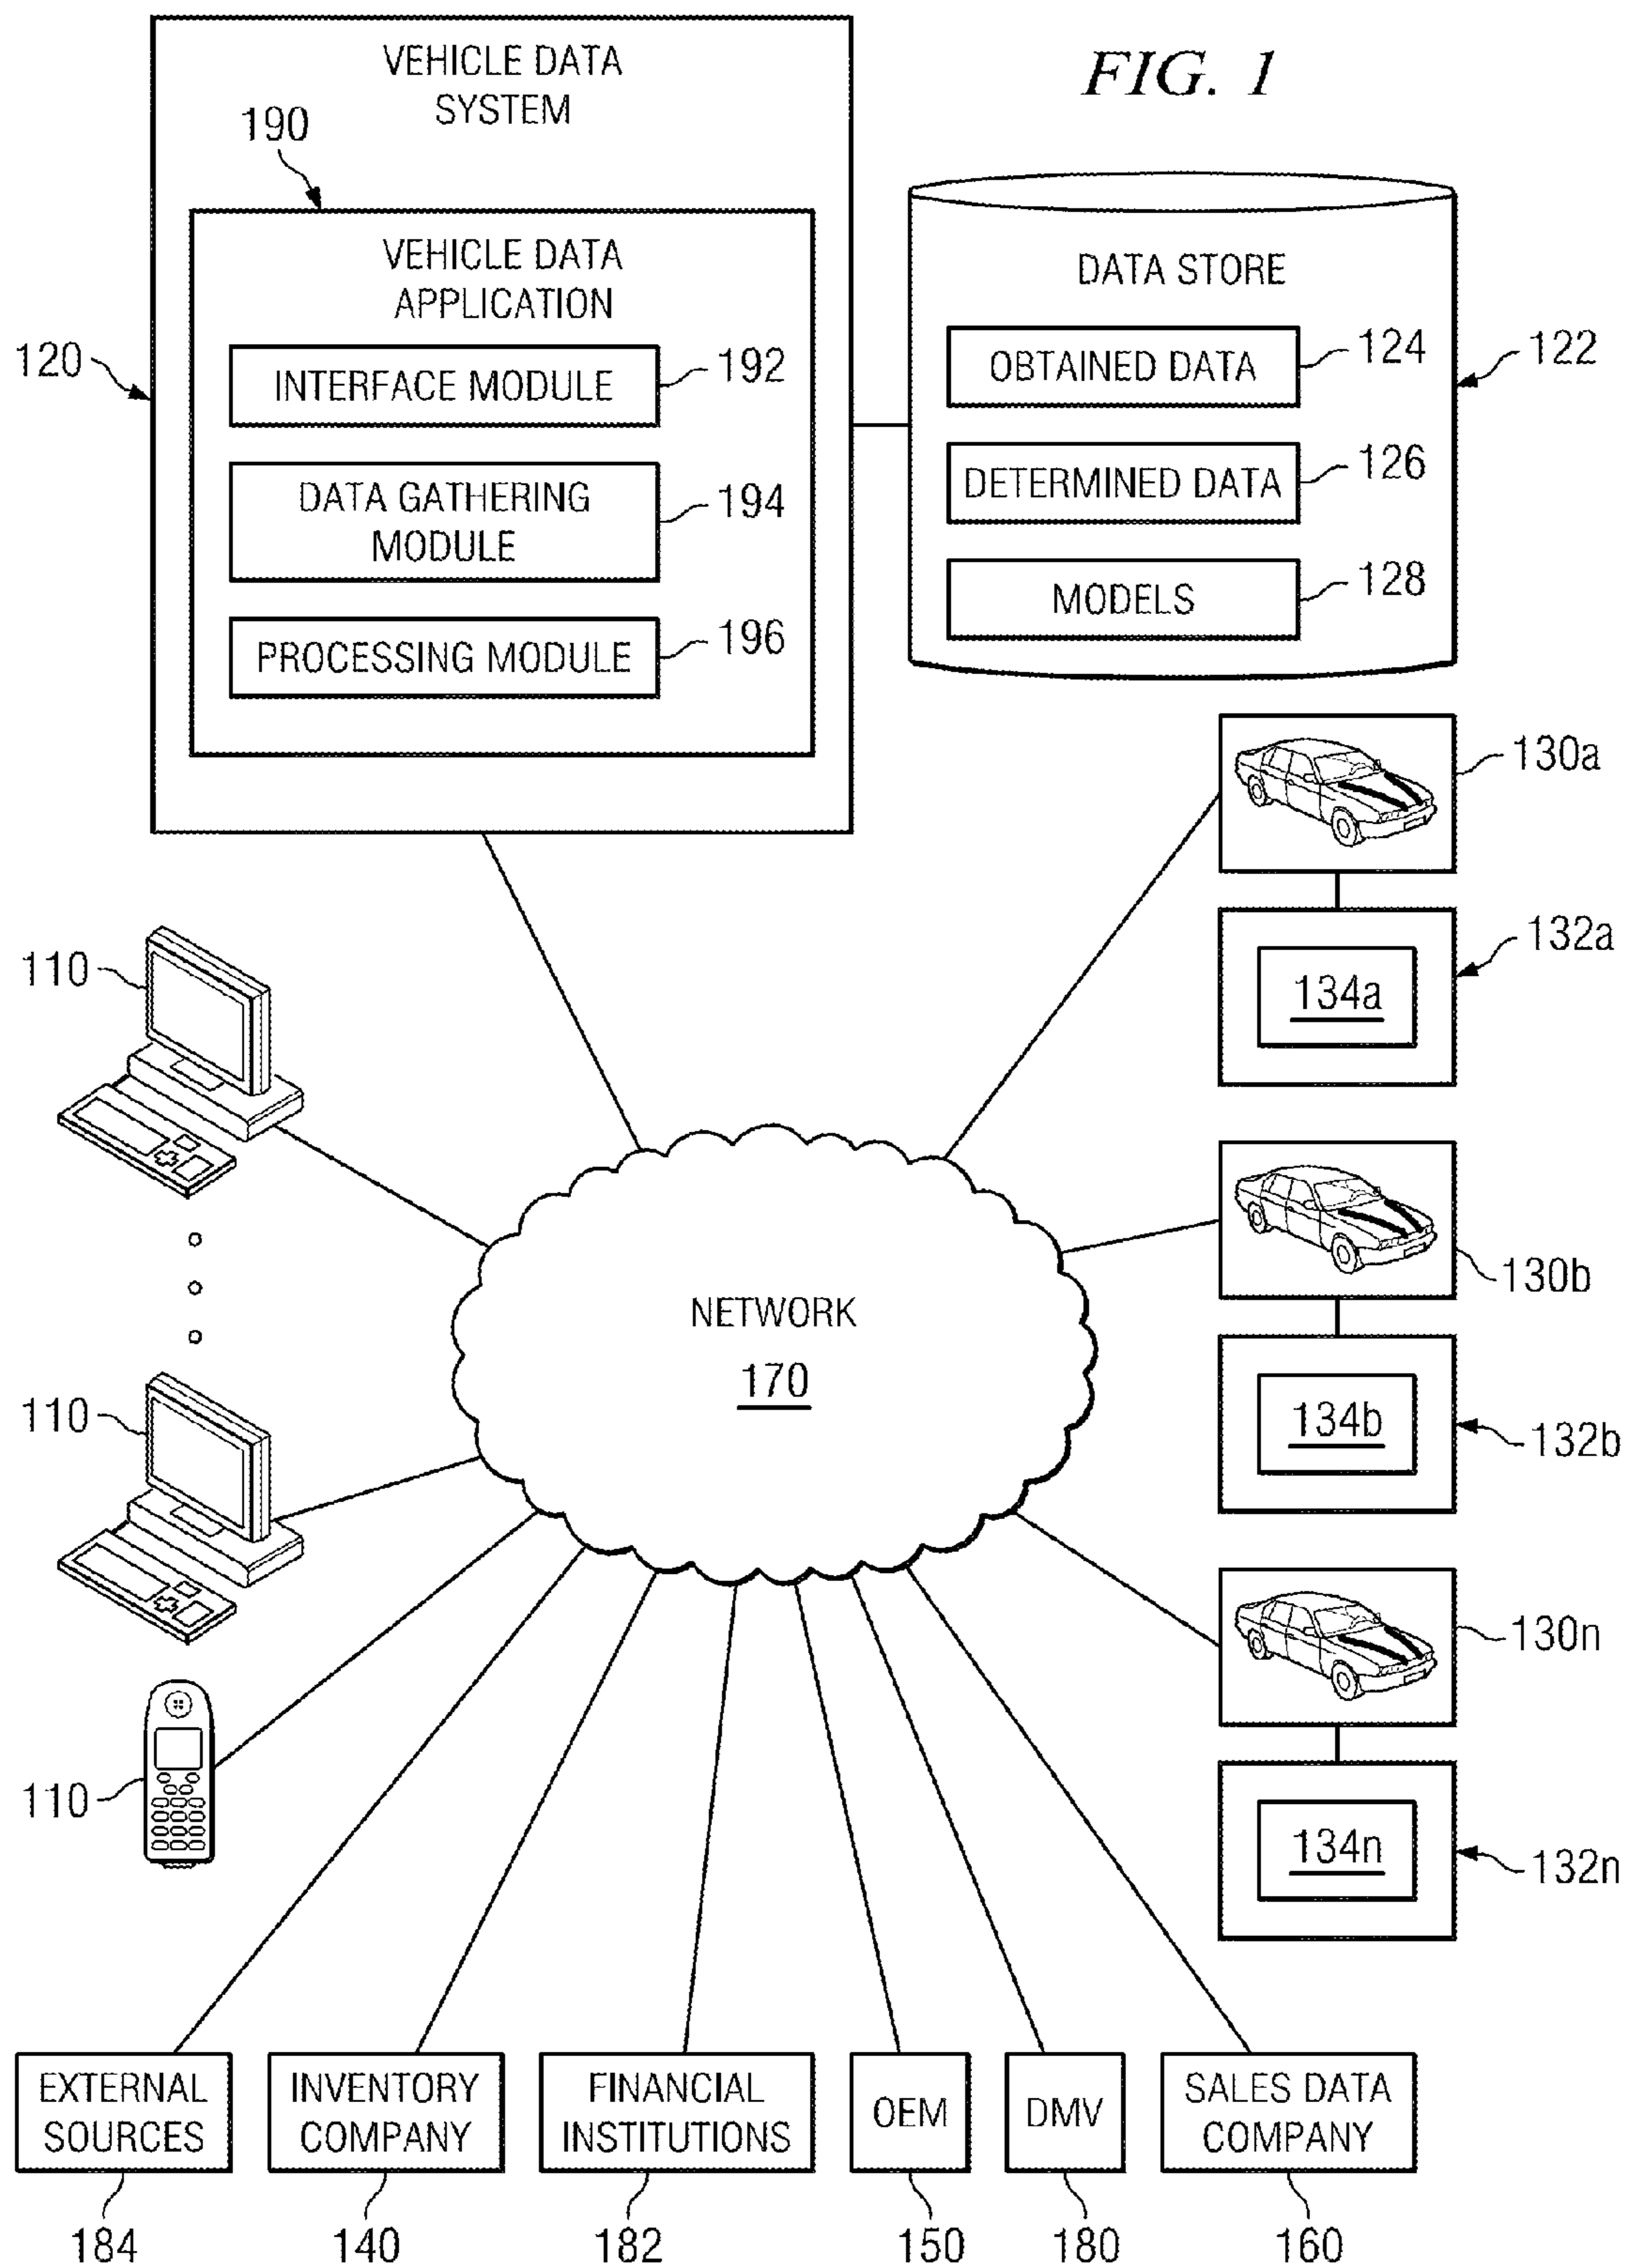 FIG. 1
VEHICLE DATA
SYSTEM
190
VEHICLE DATA
APPLICATION
120
INTERFACE MODULE
192
DATA GATHERING
MODULE
194
PROCESSING MODULE
196
DATA STORE
OBTAINED DATA
124
122
DETERMINED DATA
126
MODELS
128
130a
132a
134a
110
130b
NETWORK
170
110
134b
132b
130n
110
134n
132n
EXTERNAL
SOURCES
INVENTORY
COMPANY
FINANCIAL
INSTITUTIONS
OEM
DMV
SALES DATA
COMPANY
184
140
182
150
180
160